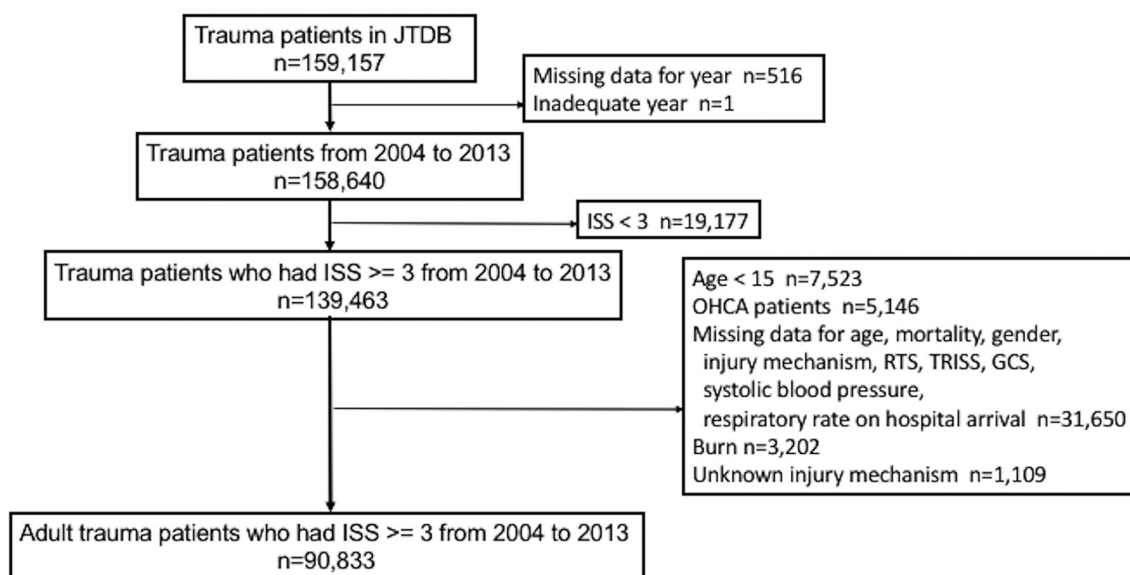 Trauma patients in JTDB
n=159,157
Missing data for year  n=516
Inadequate year  n=1
Trauma patients from 2004 to 2013
n=158,640
ISS < 3  n=19,177
Trauma patients who had ISS >= 3 from 2004 to 2013
n=139,463
Age < 15  n=7,523
OHCA patients  n=5,146
Missing data for age, mortality, gender,
injury mechanism, RTS, TRISS, GCS,
systolic blood pressure,
respiratory rate on hospital arrival  n=31,650
Burn n=3,202
Unknown injury mechanism  n=1,109
Adult trauma patients who had ISS >= 3 from 2004 to 2013
n=90,833